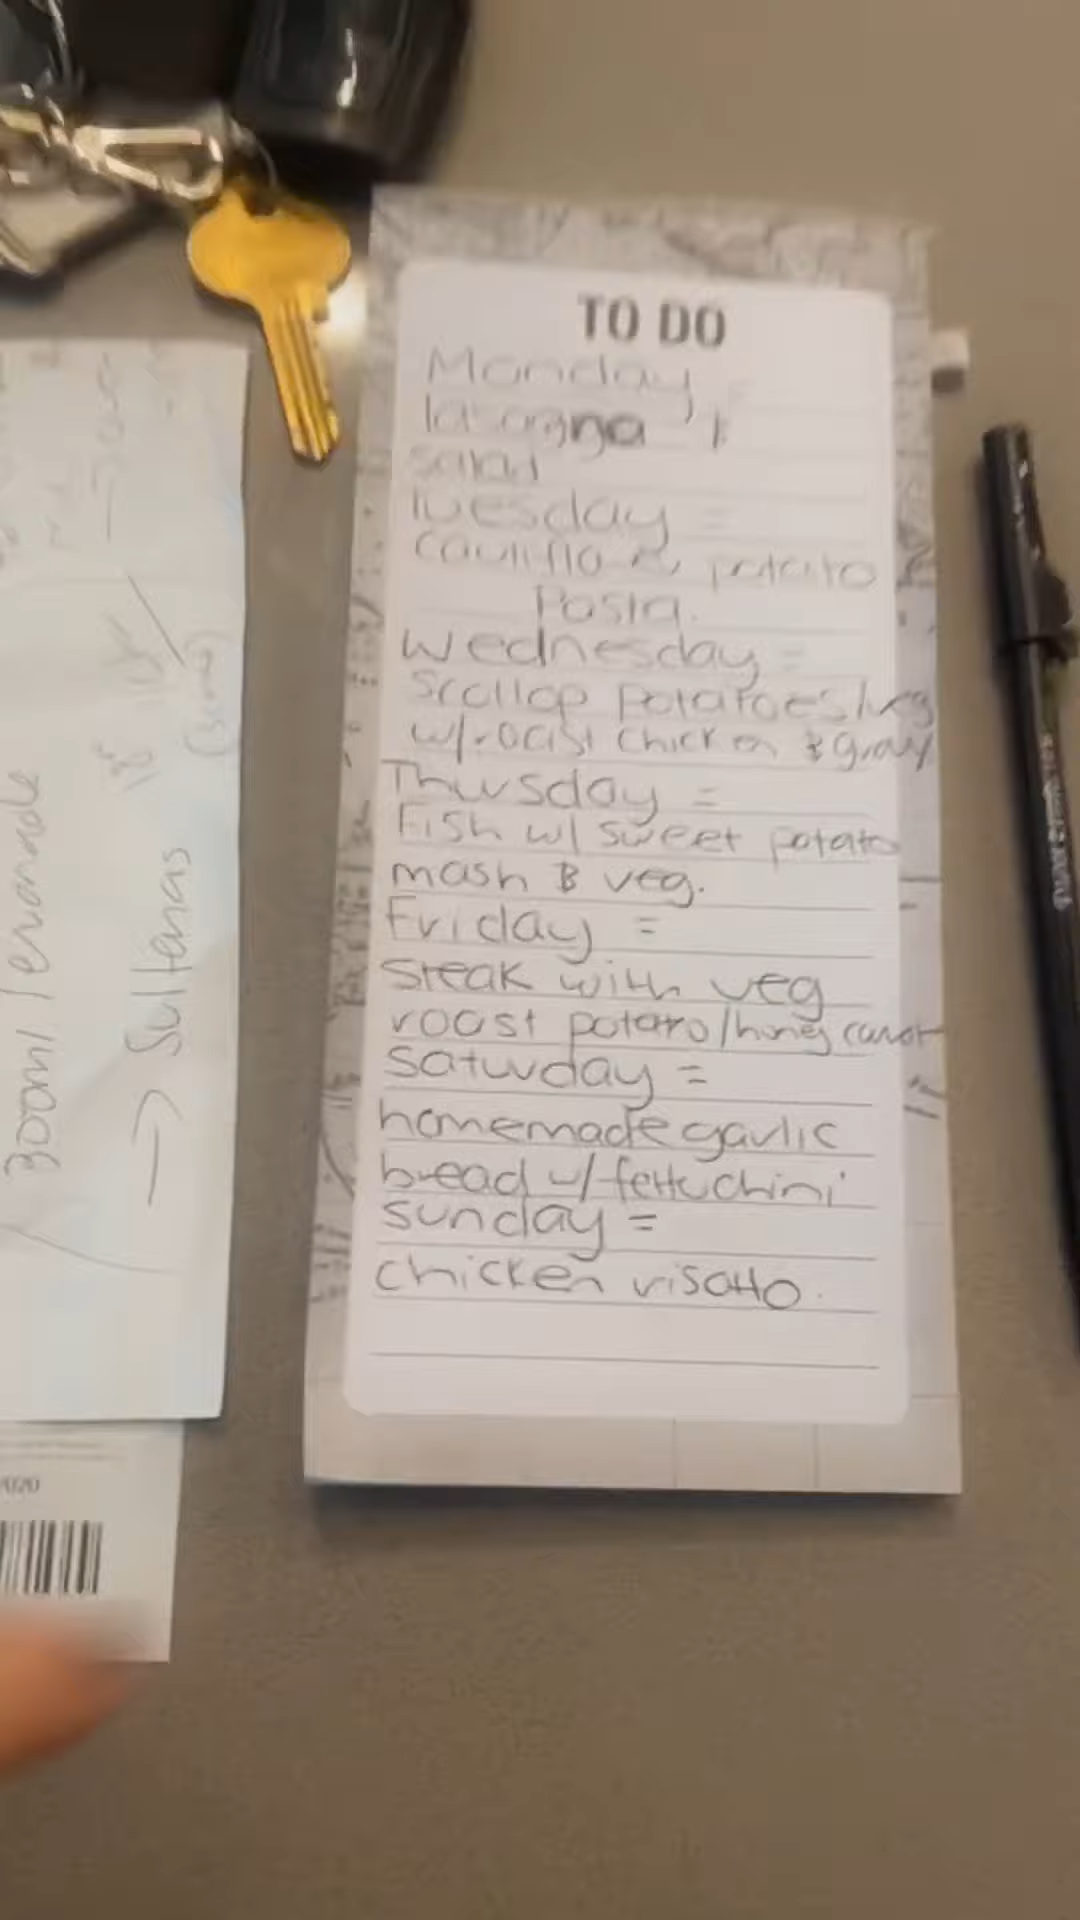 TO DO
Monday
lasagna &
salad
Tuesday =
cauliflo & potato
Pasta.
Wednesday =
Scallop Potatoes/veg
w/roast chicken & gravy
Thursday =
Fish w/ sweet potato
mash & veg.
Friday =
Steak with veg
roast potato/honey carrot
Saturday =
homemade garlic
bread w/ fettuchini
Sunday =
chicken risotto.
300ml
→ Sultanas
2020